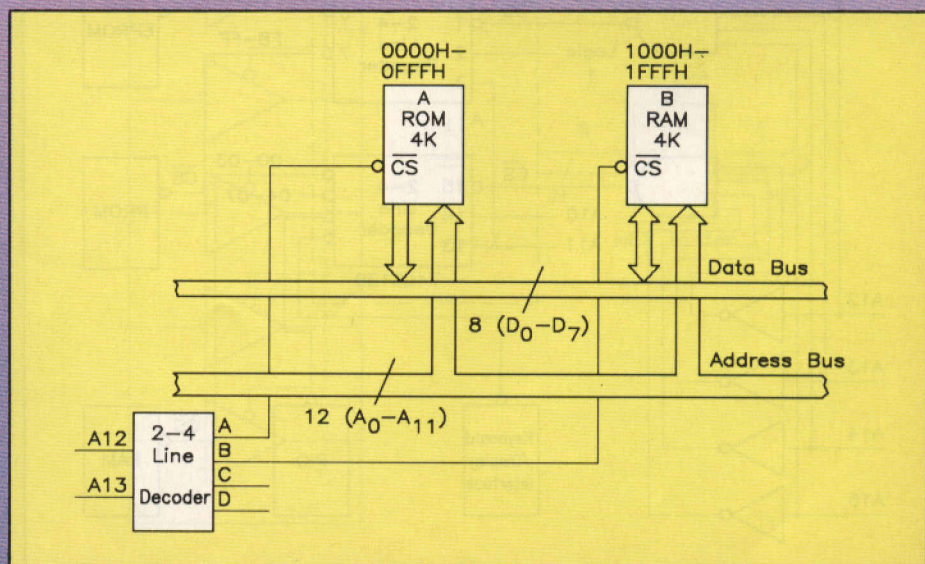 0000H-
0FFFH
1000H-
1FFFH
A
ROM
4K
CS
B
RAM
4K
CS
Data Bus
8 (D0-D7)
Address Bus
12 (A0-A11)
A12
A13
2-4
Line
Decoder
A
B
C
D